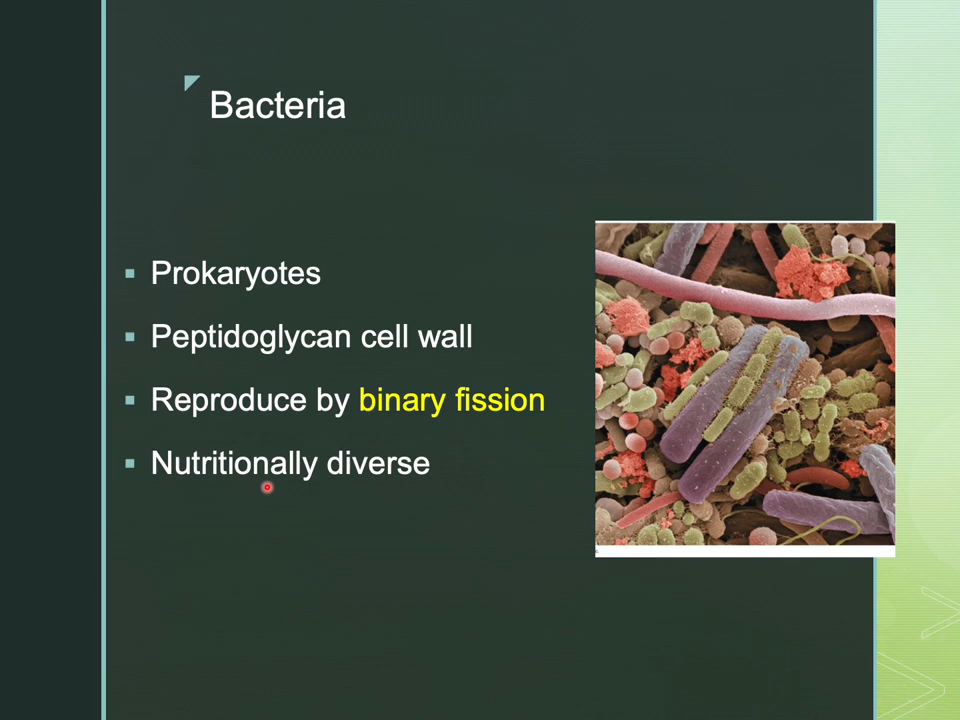 Bacteria
Prokaryotes
Peptidoglycan cell wall
Reproduce by binary fission
Nutritionally diverse